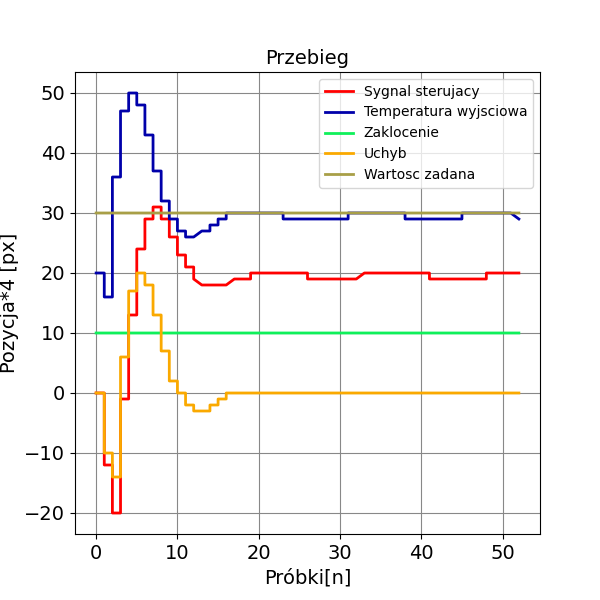 Przebieg
Sygnal sterujacy
Temperatura wyjsciowa
Zaklocenie
Uchyb
Wartosc zadana
Pozycja*4 [px]
50
40
30
20
10
0
−10
−20
0 10 20 30 40 50
Próbki[n]